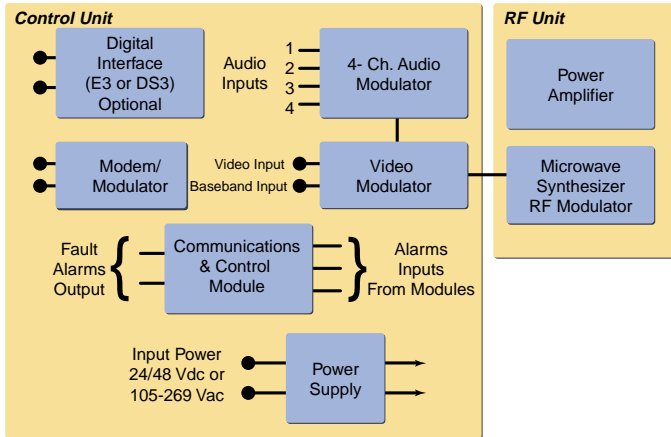 Control Unit
RF Unit
Digital
Interface
(E3 or DS3)
Optional
Audio
Inputs
1
2
3
4
4- Ch. Audio
Modulator
Power
Amplifier
Modem/
Modulator
Video Input
Baseband Input
Video
Modulator
Microwave
Synthesizer
RF Modulator
Fault
Alarms
Output
{
Communications
& Control
Module
}
Alarms
Inputs
From Modules
Input Power
24/48 Vdc or
105-269 Vac
Power
Supply